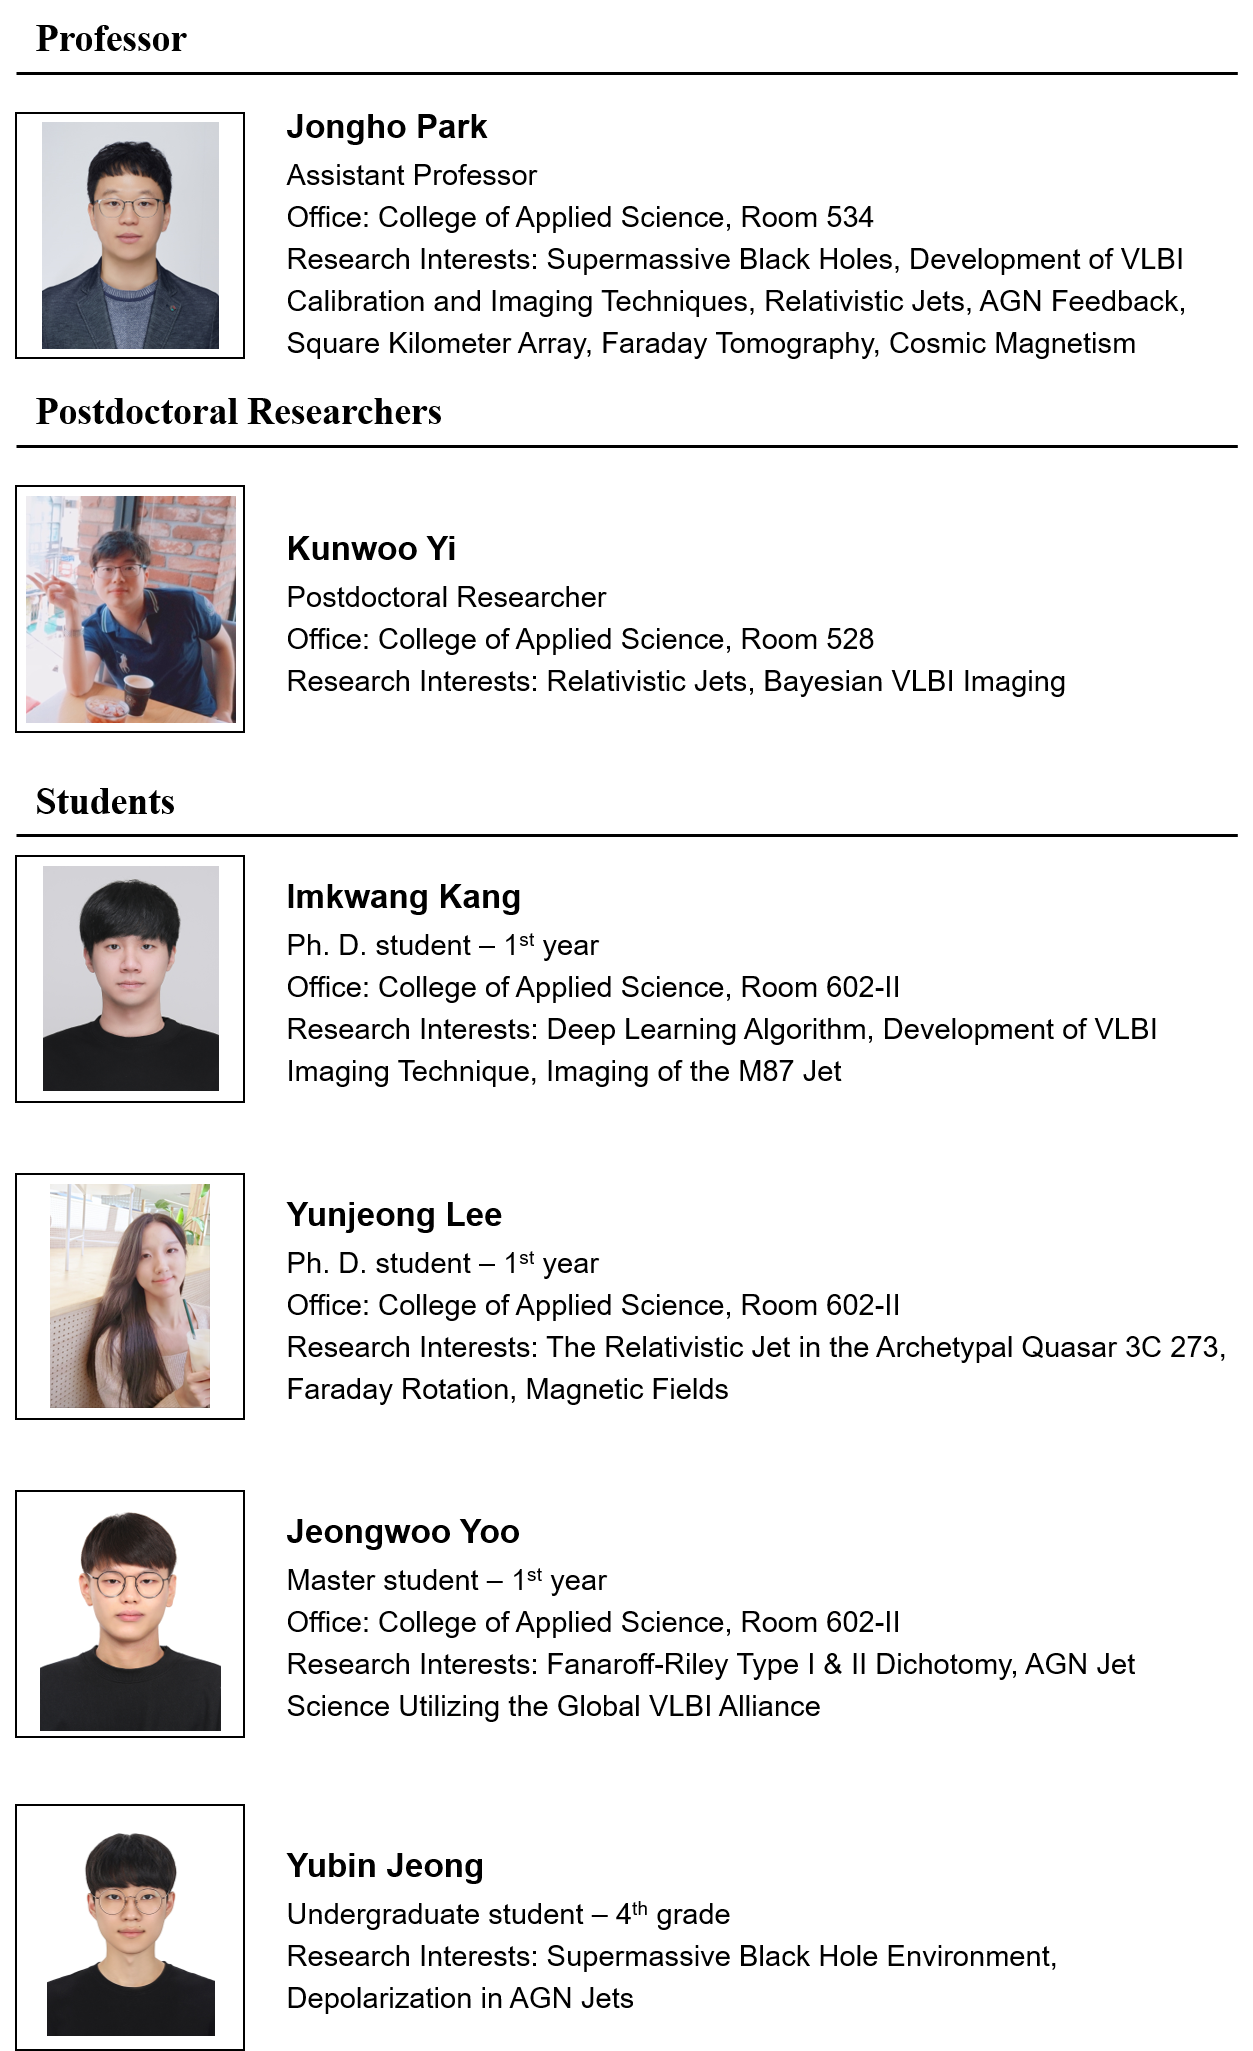 Professor
Jongho Park
Assistant Professor
Office: College of Applied Science, Room 534
Research Interests: Supermassive Black Holes, Development of VLBI
Calibration and Imaging Techniques, Relativistic Jets, AGN Feedback,
Square Kilometer Array, Faraday Tomography, Cosmic Magnetism
Postdoctoral Researchers
Kunwoo Yi
Postdoctoral Researcher
Office: College of Applied Science, Room 528
Research Interests: Relativistic Jets, Bayesian VLBI Imaging
Students
Imkwang Kang
Ph. D. student – 1st year
Office: College of Applied Science, Room 602-II
Research Interests: Deep Learning Algorithm, Development of VLBI
Imaging Technique, Imaging of the M87 Jet
Yunjeong Lee
Ph. D. student – 1st year
Office: College of Applied Science, Room 602-II
Research Interests: The Relativistic Jet in the Archetypal Quasar 3C 273,
Faraday Rotation, Magnetic Fields
Jeongwoo Yoo
Master student – 1st year
Office: College of Applied Science, Room 602-II
Research Interests: Fanaroff-Riley Type I & II Dichotomy, AGN Jet
Science Utilizing the Global VLBI Alliance
Yubin Jeong
Undergraduate student – 4th grade
Research Interests: Supermassive Black Hole Environment,
Depolarization in AGN Jets